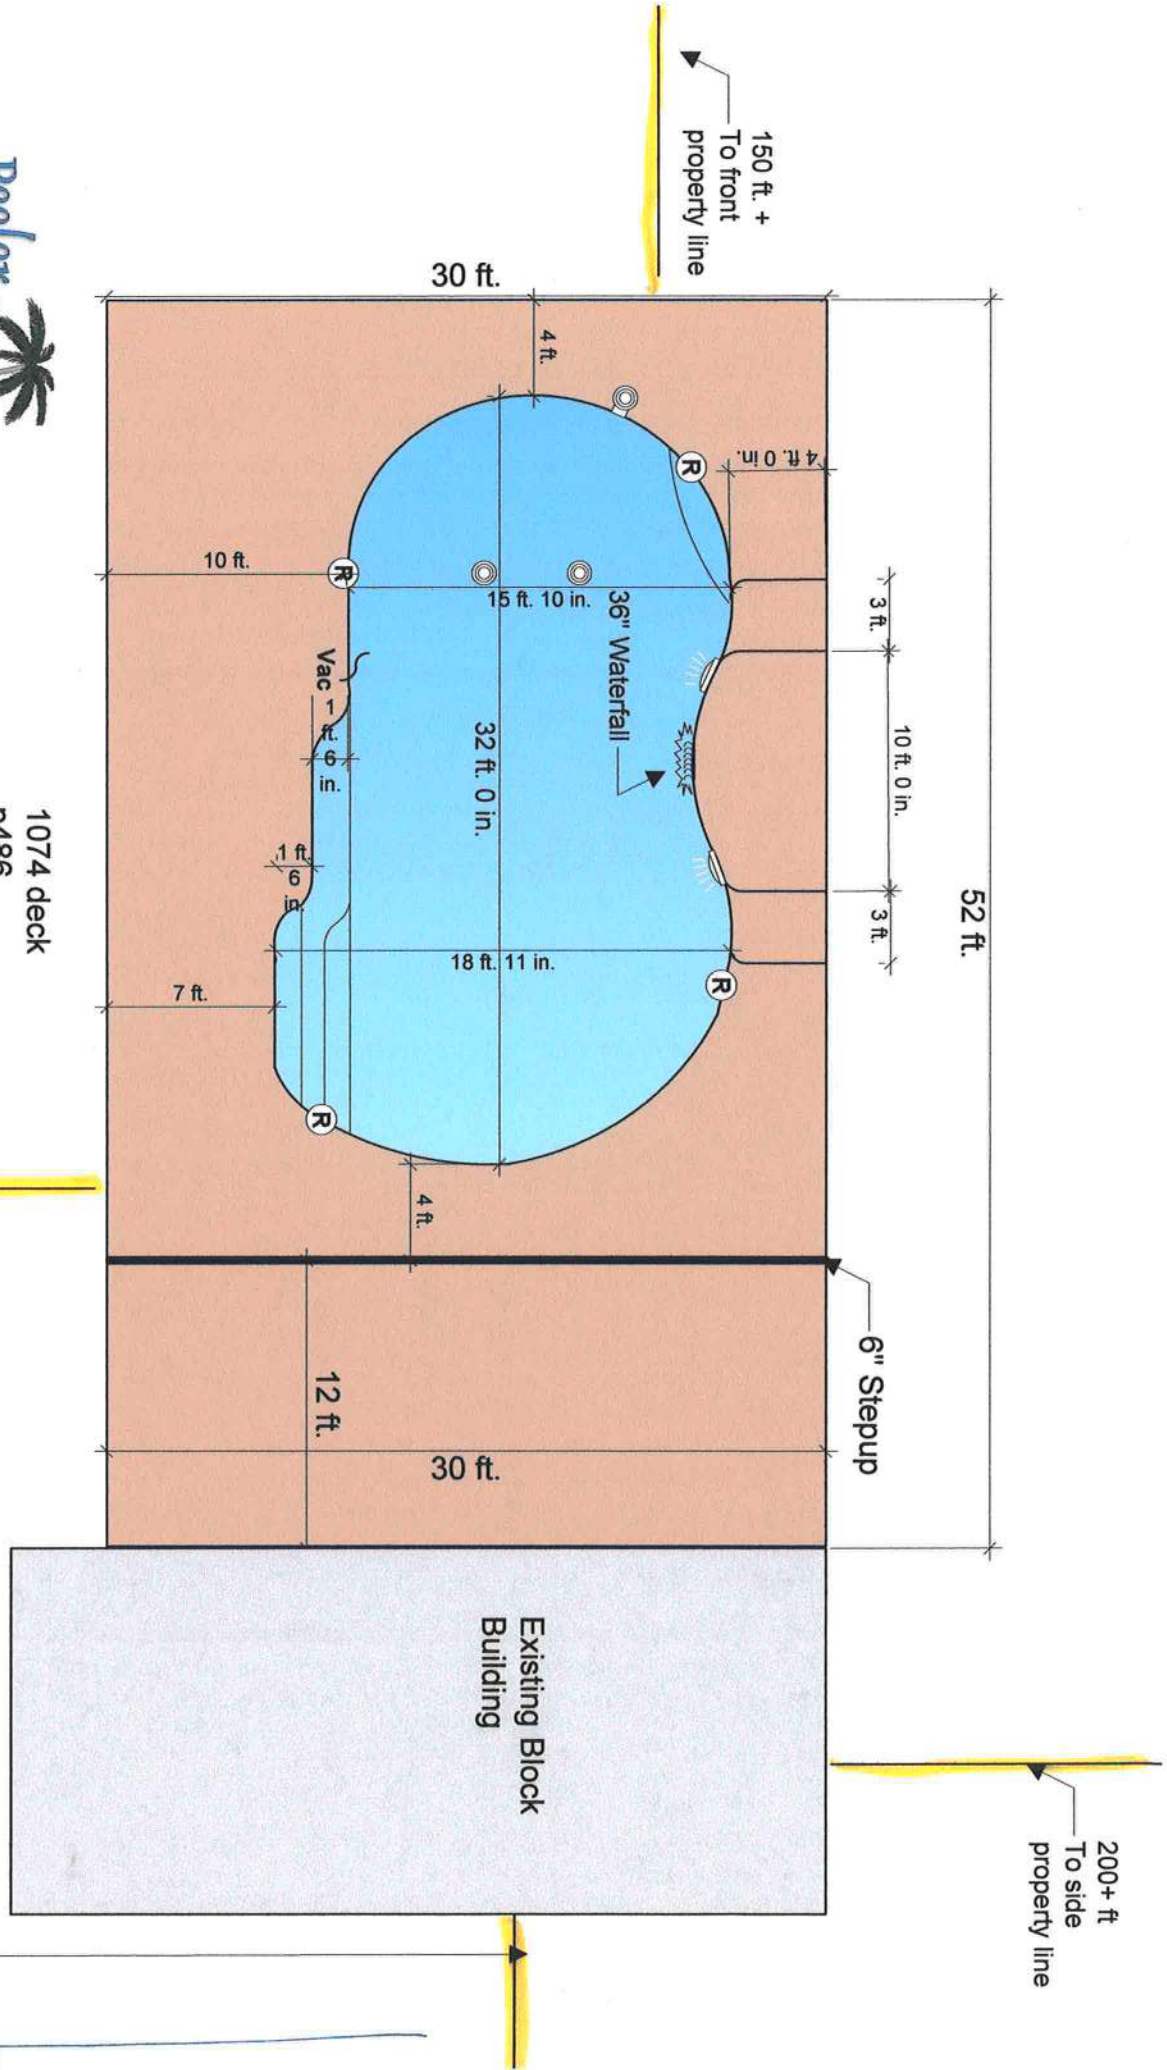 150 ft. +
To front
property line
30 ft.
4 ft.
4 ft. 0 in.
52 ft.
3 ft.
10 ft. 0 in.
3 ft.
R
R
R
R
10 ft.
15 ft. 10 in.
36" Waterfall
Vac
1 ft. 6 in.
32 ft. 0 in.
1 ft. 6 in.
18 ft. 11 in.
7 ft.
4 ft.
6" Stepup
12 ft.
30 ft.
Existing Block
Building
200+ ft
To side
property line
1074 deck